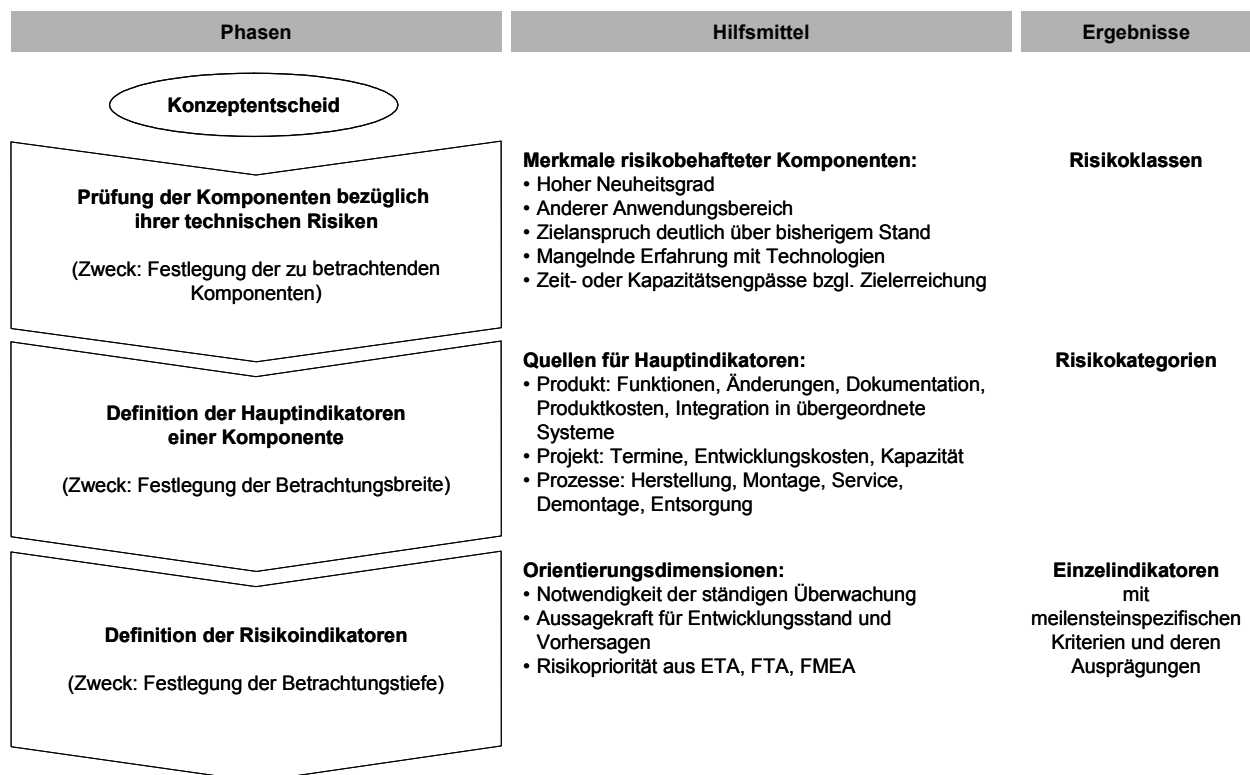 Phasen
Hilfsmittel
Ergebnisse
Konzeptentscheid
Prüfung der Komponenten bezüglich
ihrer technischen Risiken
(Zweck: Festlegung der zu betrachtenden
Komponenten)
Merkmale risikobehafteter Komponenten:
• Hoher Neuheitsgrad
• Anderer Anwendungsbereich
• Zielanspruch deutlich über bisherigem Stand
• Mangelnde Erfahrung mit Technologien
• Zeit- oder Kapazitätsengpässe bzgl. Zielerreichung
Risikoklassen
Definition der Hauptindikatoren
einer Komponente
(Zweck: Festlegung der Betrachtungsbreite)
Quellen für Hauptindikatoren:
• Produkt: Funktionen, Änderungen, Dokumentation,
Produktkosten, Integration in übergeordnete
Systeme
• Projekt: Termine, Entwicklungskosten, Kapazität
• Prozesse: Herstellung, Montage, Service,
Demontage, Entsorgung
Risikokategorien
Definition der Risikoindikatoren
(Zweck: Festlegung der Betrachtungstiefe)
Orientierungsdimensionen:
• Notwendigkeit der ständigen Überwachung
• Aussagekraft für Entwicklungsstand und
Vorhersagen
• Risikopriorität aus ETA, FTA, FMEA
Einzelindikatoren
mit
meilensteinspezifischen
Kriterien und deren
Ausprägungen